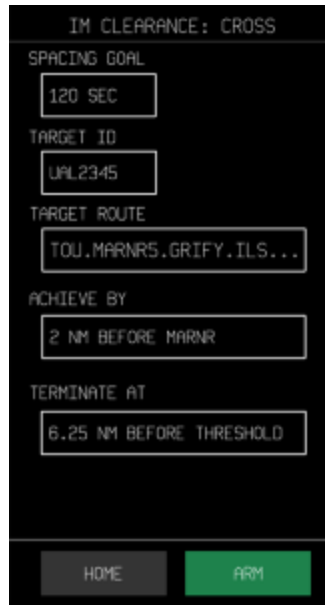 IM CLEARANCE: CROSS
SPACING GOAL
120 SEC
TARGET ID
UAL2345
TARGET ROUTE
TOU.MARNR5.GRIFY.ILS...
ACHIEVE BY
2 NM BEFORE MARNR
TERMINATE AT
6.25 NM BEFORE THRESHOLD
HOME
ARM